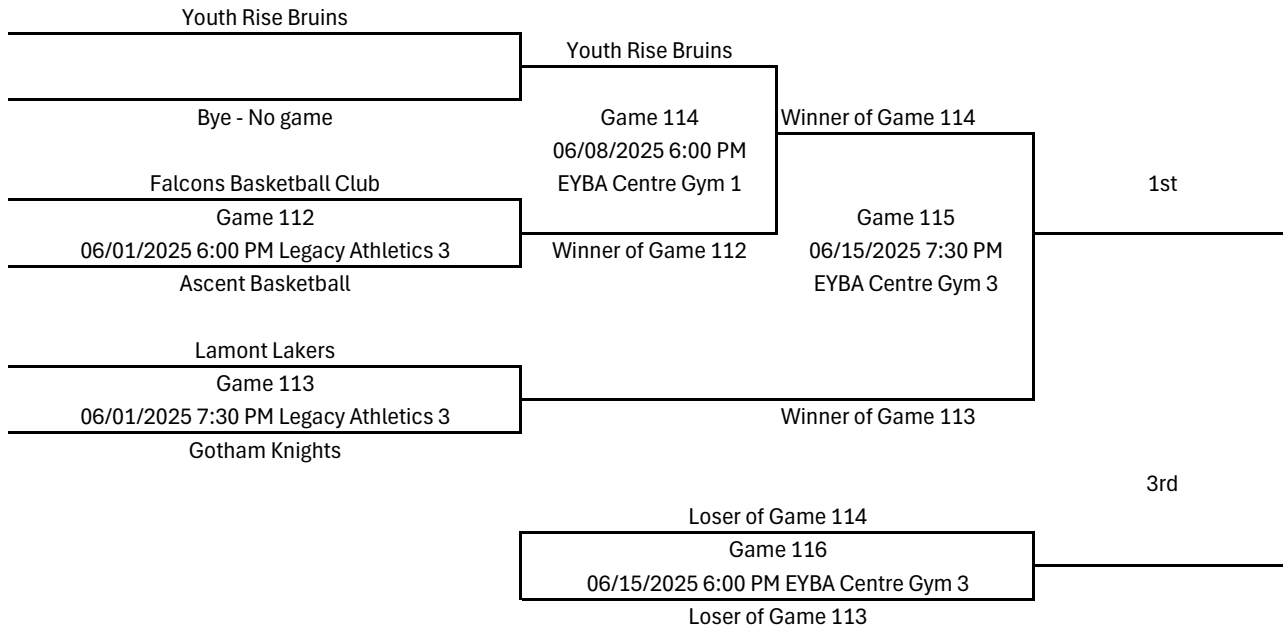 Youth Rise Bruins
Bye - No game
Falcons Basketball Club
Game 112
06/01/2025 6:00 PM Legacy Athletics 3
Ascent Basketball
Lamont Lakers
Game 113
06/01/2025 7:30 PM Legacy Athletics 3
Gotham Knights
Youth Rise Bruins
Game 114
06/08/2025 6:00 PM
EYBA Centre Gym 1
Winner of Game 112
Winner of Game 114
Game 115
06/15/2025 7:30 PM
EYBA Centre Gym 3
Winner of Game 113
1st
Loser of Game 114
Game 116
06/15/2025 6:00 PM EYBA Centre Gym 3
Loser of Game 113
3rd